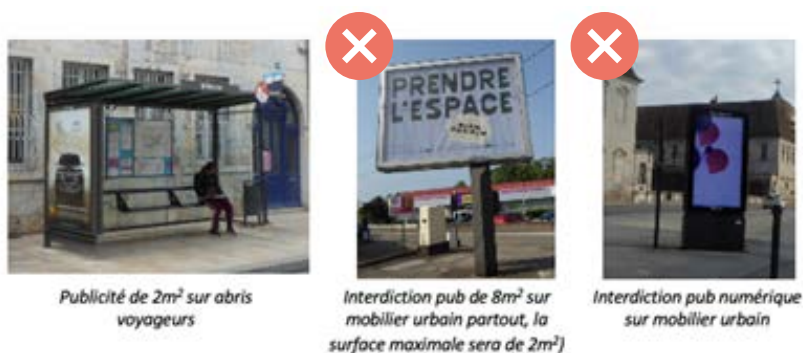 PRENDRE
L'ESPACE
Publicité de 2m² sur abris
voyageurs
Interdiction pub de 8m² sur
mobilier urbain partout, la
surface maximale sera de 2m²)
Interdiction pub numérique
sur mobilier urbain